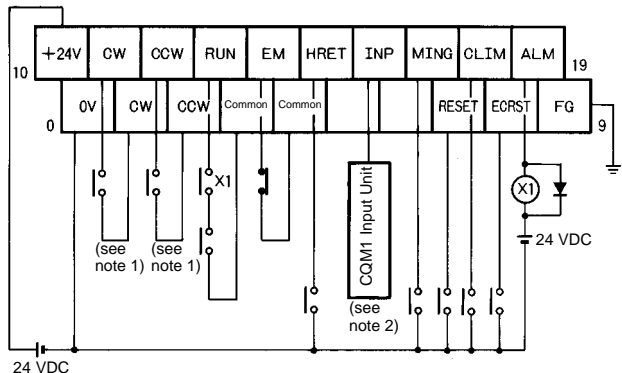 +24V CW CCW RUN EM HRET INP MING CLIM ALM
10 19
0V CW CCW Common Common RESET ECRST FG
0 9
X1
CQM1 Input Unit
X1
(see note 1)
(see note 1)
24 VDC
(see note 2)
24 VDC